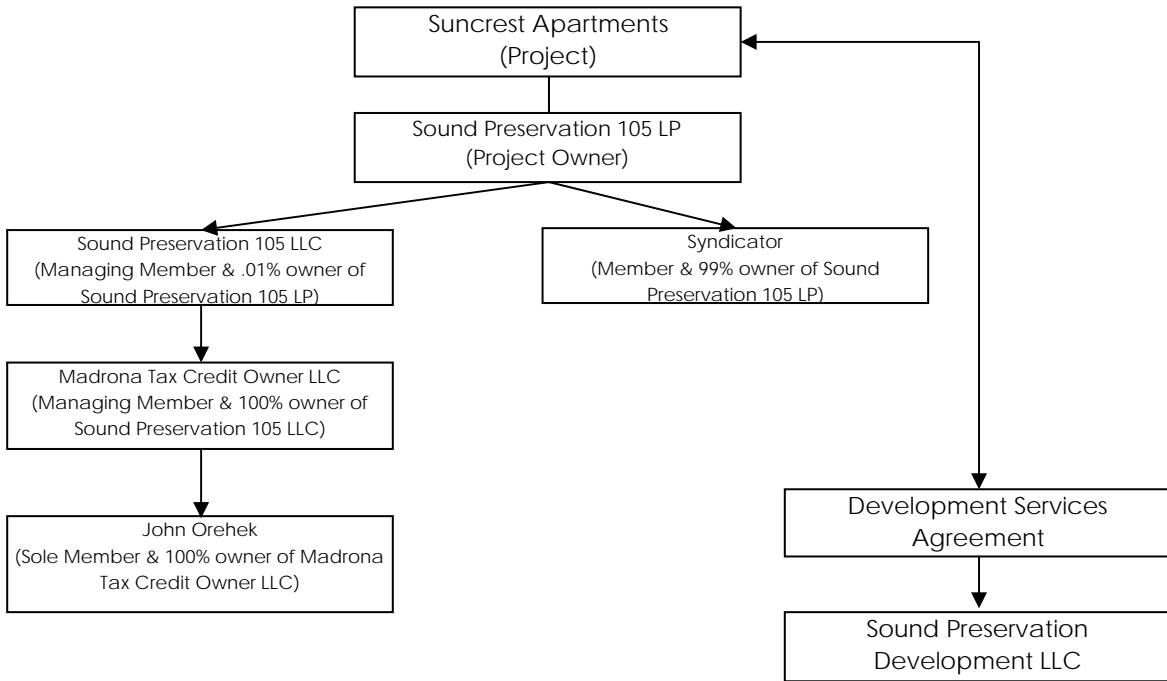 Suncrest Apartments
(Project)
Sound Preservation 105 LP
(Project Owner)
Sound Preservation 105 LLC
(Managing Member & .01% owner of
Sound Preservation 105 LP)
Syndicator
(Member & 99% owner of Sound
Preservation 105 LP)
Madrona Tax Credit Owner LLC
(Managing Member & 100% owner of
Sound Preservation 105 LLC)
John Orehek
(Sole Member & 100% owner of Madrona
Tax Credit Owner LLC)
Development Services
Agreement
Sound Preservation
Development LLC